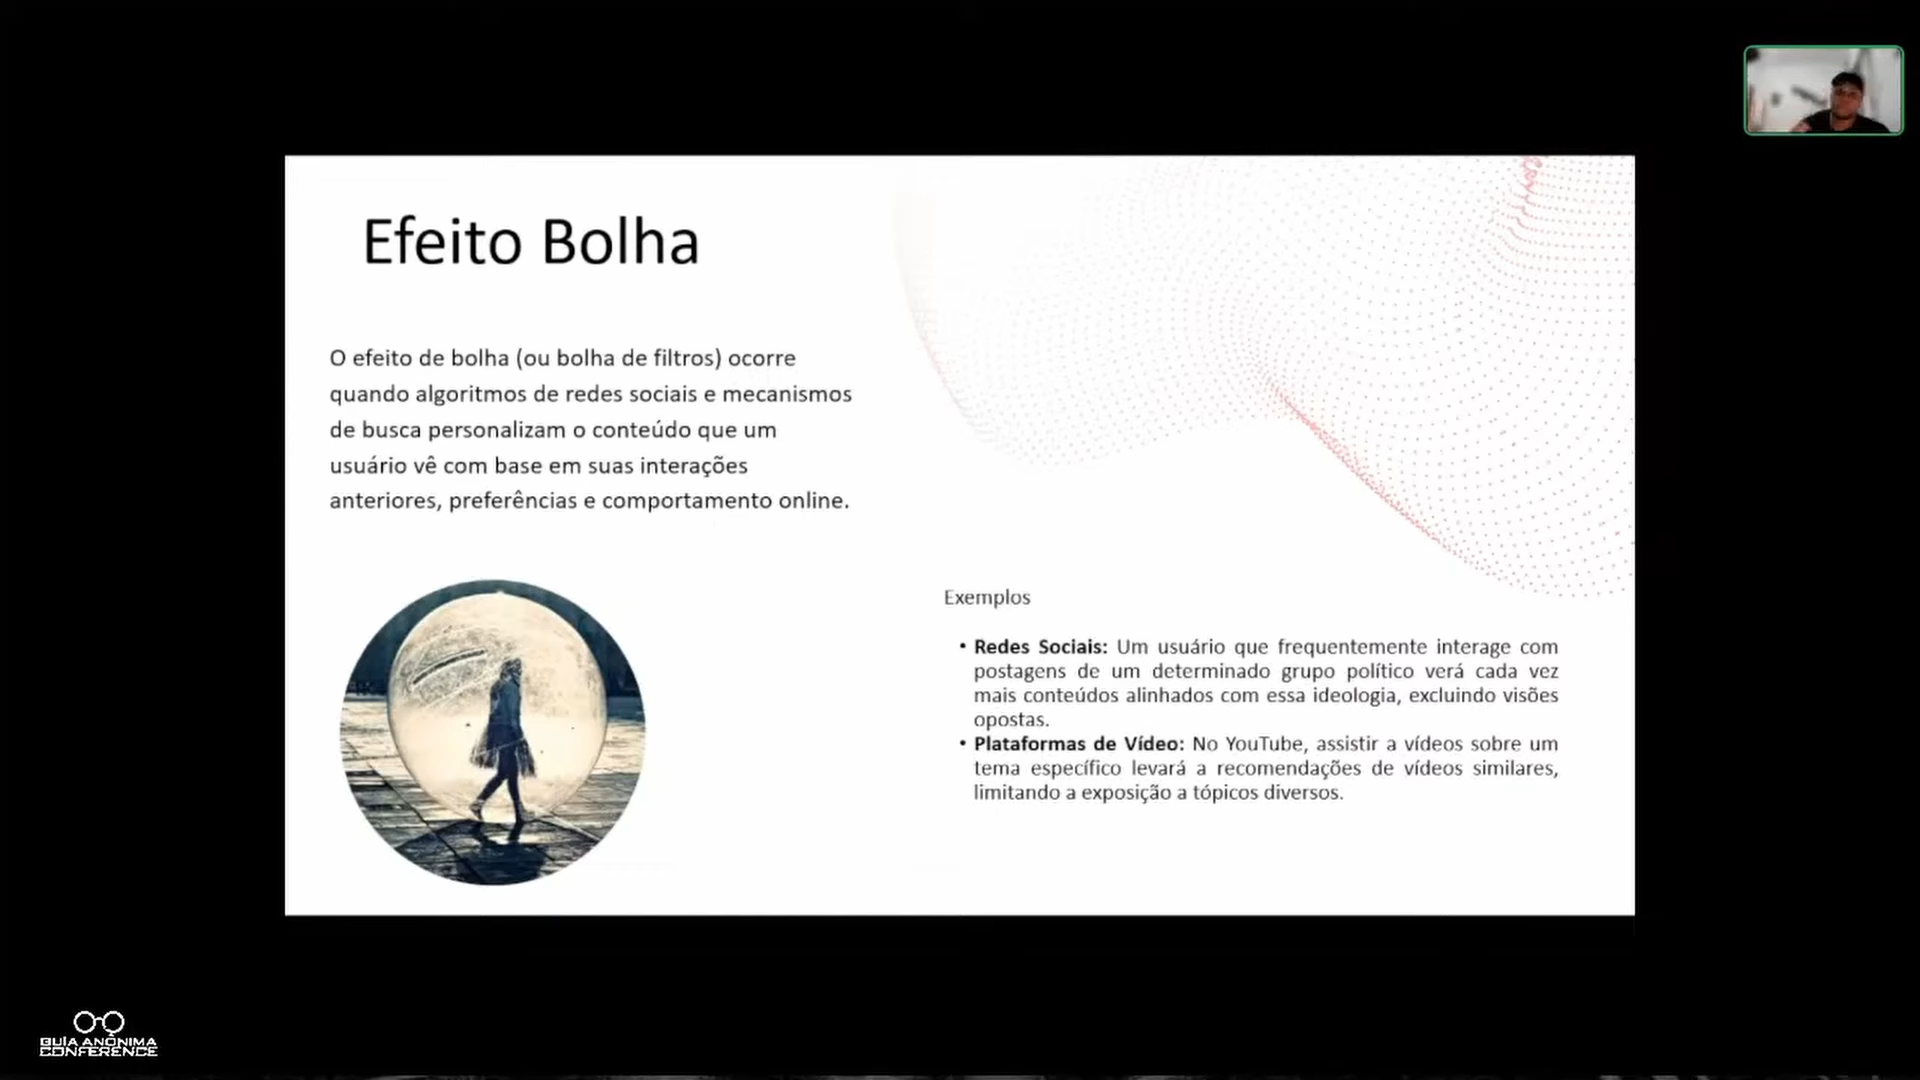 Efeito Bolha
O efeito de bolha (ou bolha de filtros) ocorre
quando algoritmos de redes sociais e mecanismos
de busca personalizam o conteúdo que um
usuário vê com base em suas interações
anteriores, preferências e comportamento online.
Exemplos
• Redes Sociais: Um usuário que frequentemente interage com
postagens de um determinado grupo político verá cada vez
mais conteúdos alinhados com essa ideologia, excluindo visões
opostas.
• Plataformas de Vídeo: No YouTube, assistir a vídeos sobre um
tema específico levará a recomendações de vídeos similares,
limitando a exposição a tópicos diversos.
GUIA ANÔNIMA
CONFERENCE